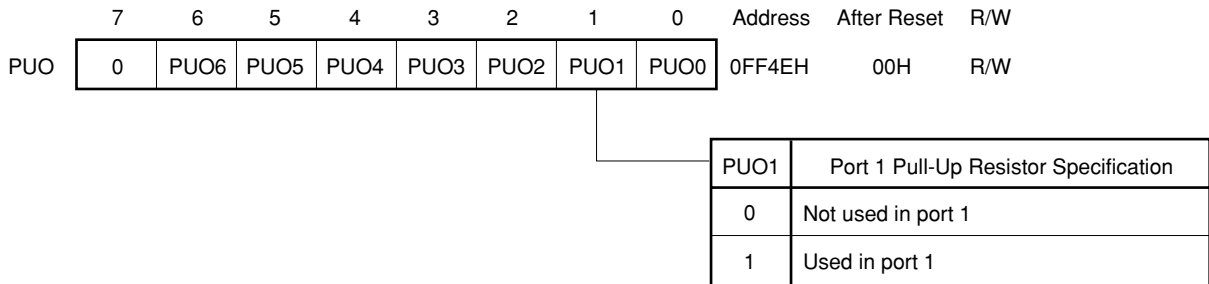 7 6 5 4 3 2 1 0 Address After Reset R/W
PUO 0 PUO6 PUO5 PUO4 PUO3 PUO2 PUO1 PUO0 0FF4EH 00H R/W
PUO1 Port 1 Pull-Up Resistor Specification
0 Not used in port 1
1 Used in port 1